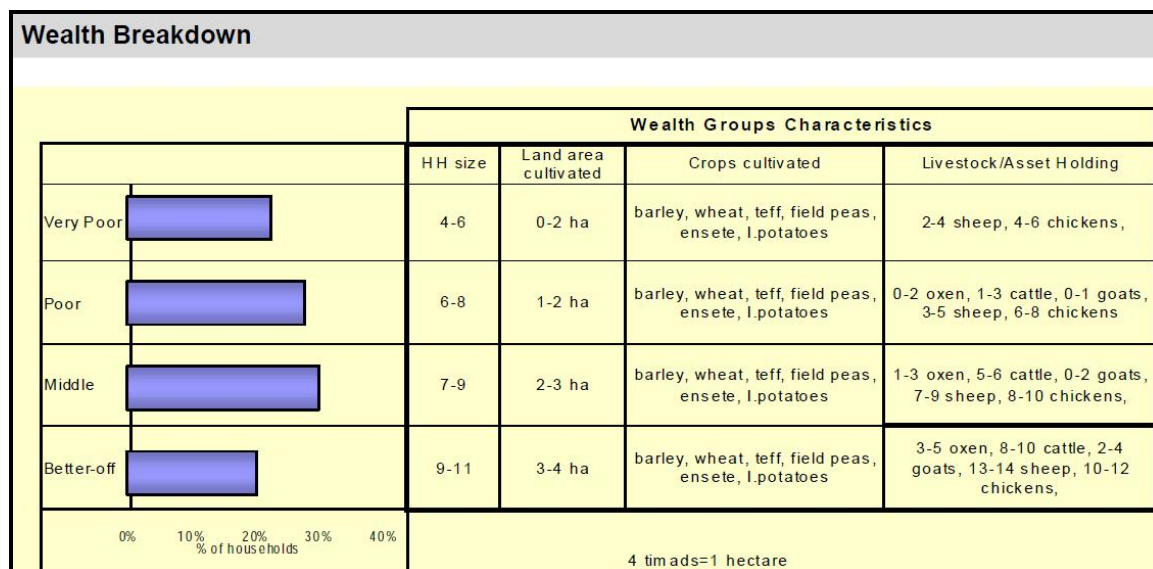 Wealth Breakdown
Wealth Groups Characteristics
HH size
Land area
cultivated
Crops cultivated
Livestock/Asset Holding
Very Poor
4-6
0-2 ha
barley, wheat, teff, field peas,
ensete, I.potatoes
2-4 sheep, 4-6 chickens,
Poor
6-8
1-2 ha
barley, wheat, teff, field peas,
ensete, I.potatoes
0-2 oxen, 1-3 cattle, 0-1 goats,
3-5 sheep, 6-8 chickens
Middle
7-9
2-3 ha
barley, wheat, teff, field peas,
ensete, I.potatoes
1-3 oxen, 5-6 cattle, 0-2 goats,
7-9 sheep, 8-10 chickens,
Better-off
9-11
3-4 ha
barley, wheat, teff, field peas,
ensete, I.potatoes
3-5 oxen, 8-10 cattle, 2-4
goats, 13-14 sheep, 10-12
chickens,
0% 10% 20% 30% 40%
% of households
4 timads=1 hectare